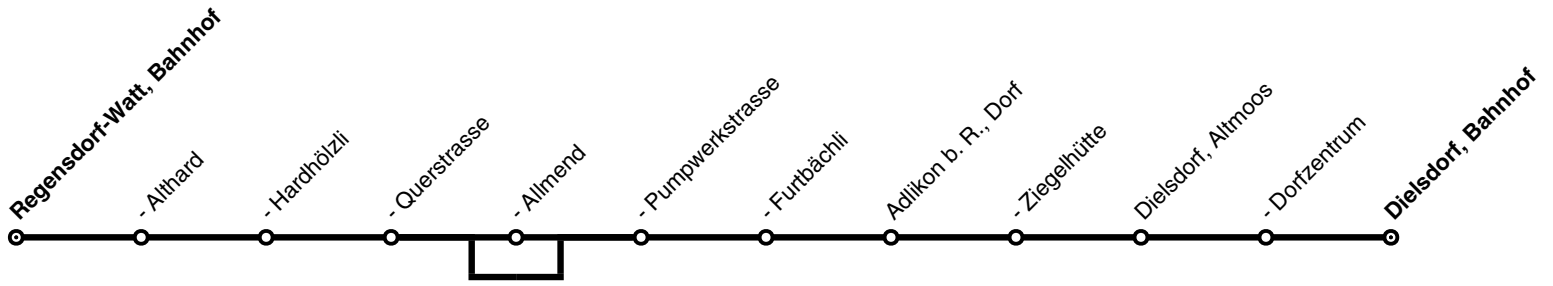 Regensdorf-Watt, Bahnhof
- Althard
- Hardhölzli
- Querstrasse
- Allmend
- Pumpwerkstrasse
- Furtbächli
Adlikon b. R., Dorf
- Ziegelhütte
Dielsdorf, Altmoos
- Dorfzentrum
Dielsdorf, Bahnhof